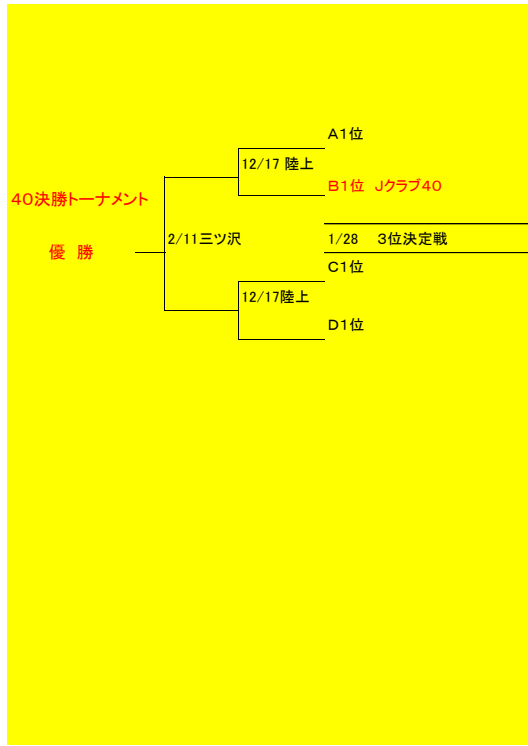 A1位
12/17 陸上
B1位 Jクラブ40
40決勝トーナメント
2/11三ツ沢
1/28 3位決定戦
優 勝
C1位
12/17陸上
D1位